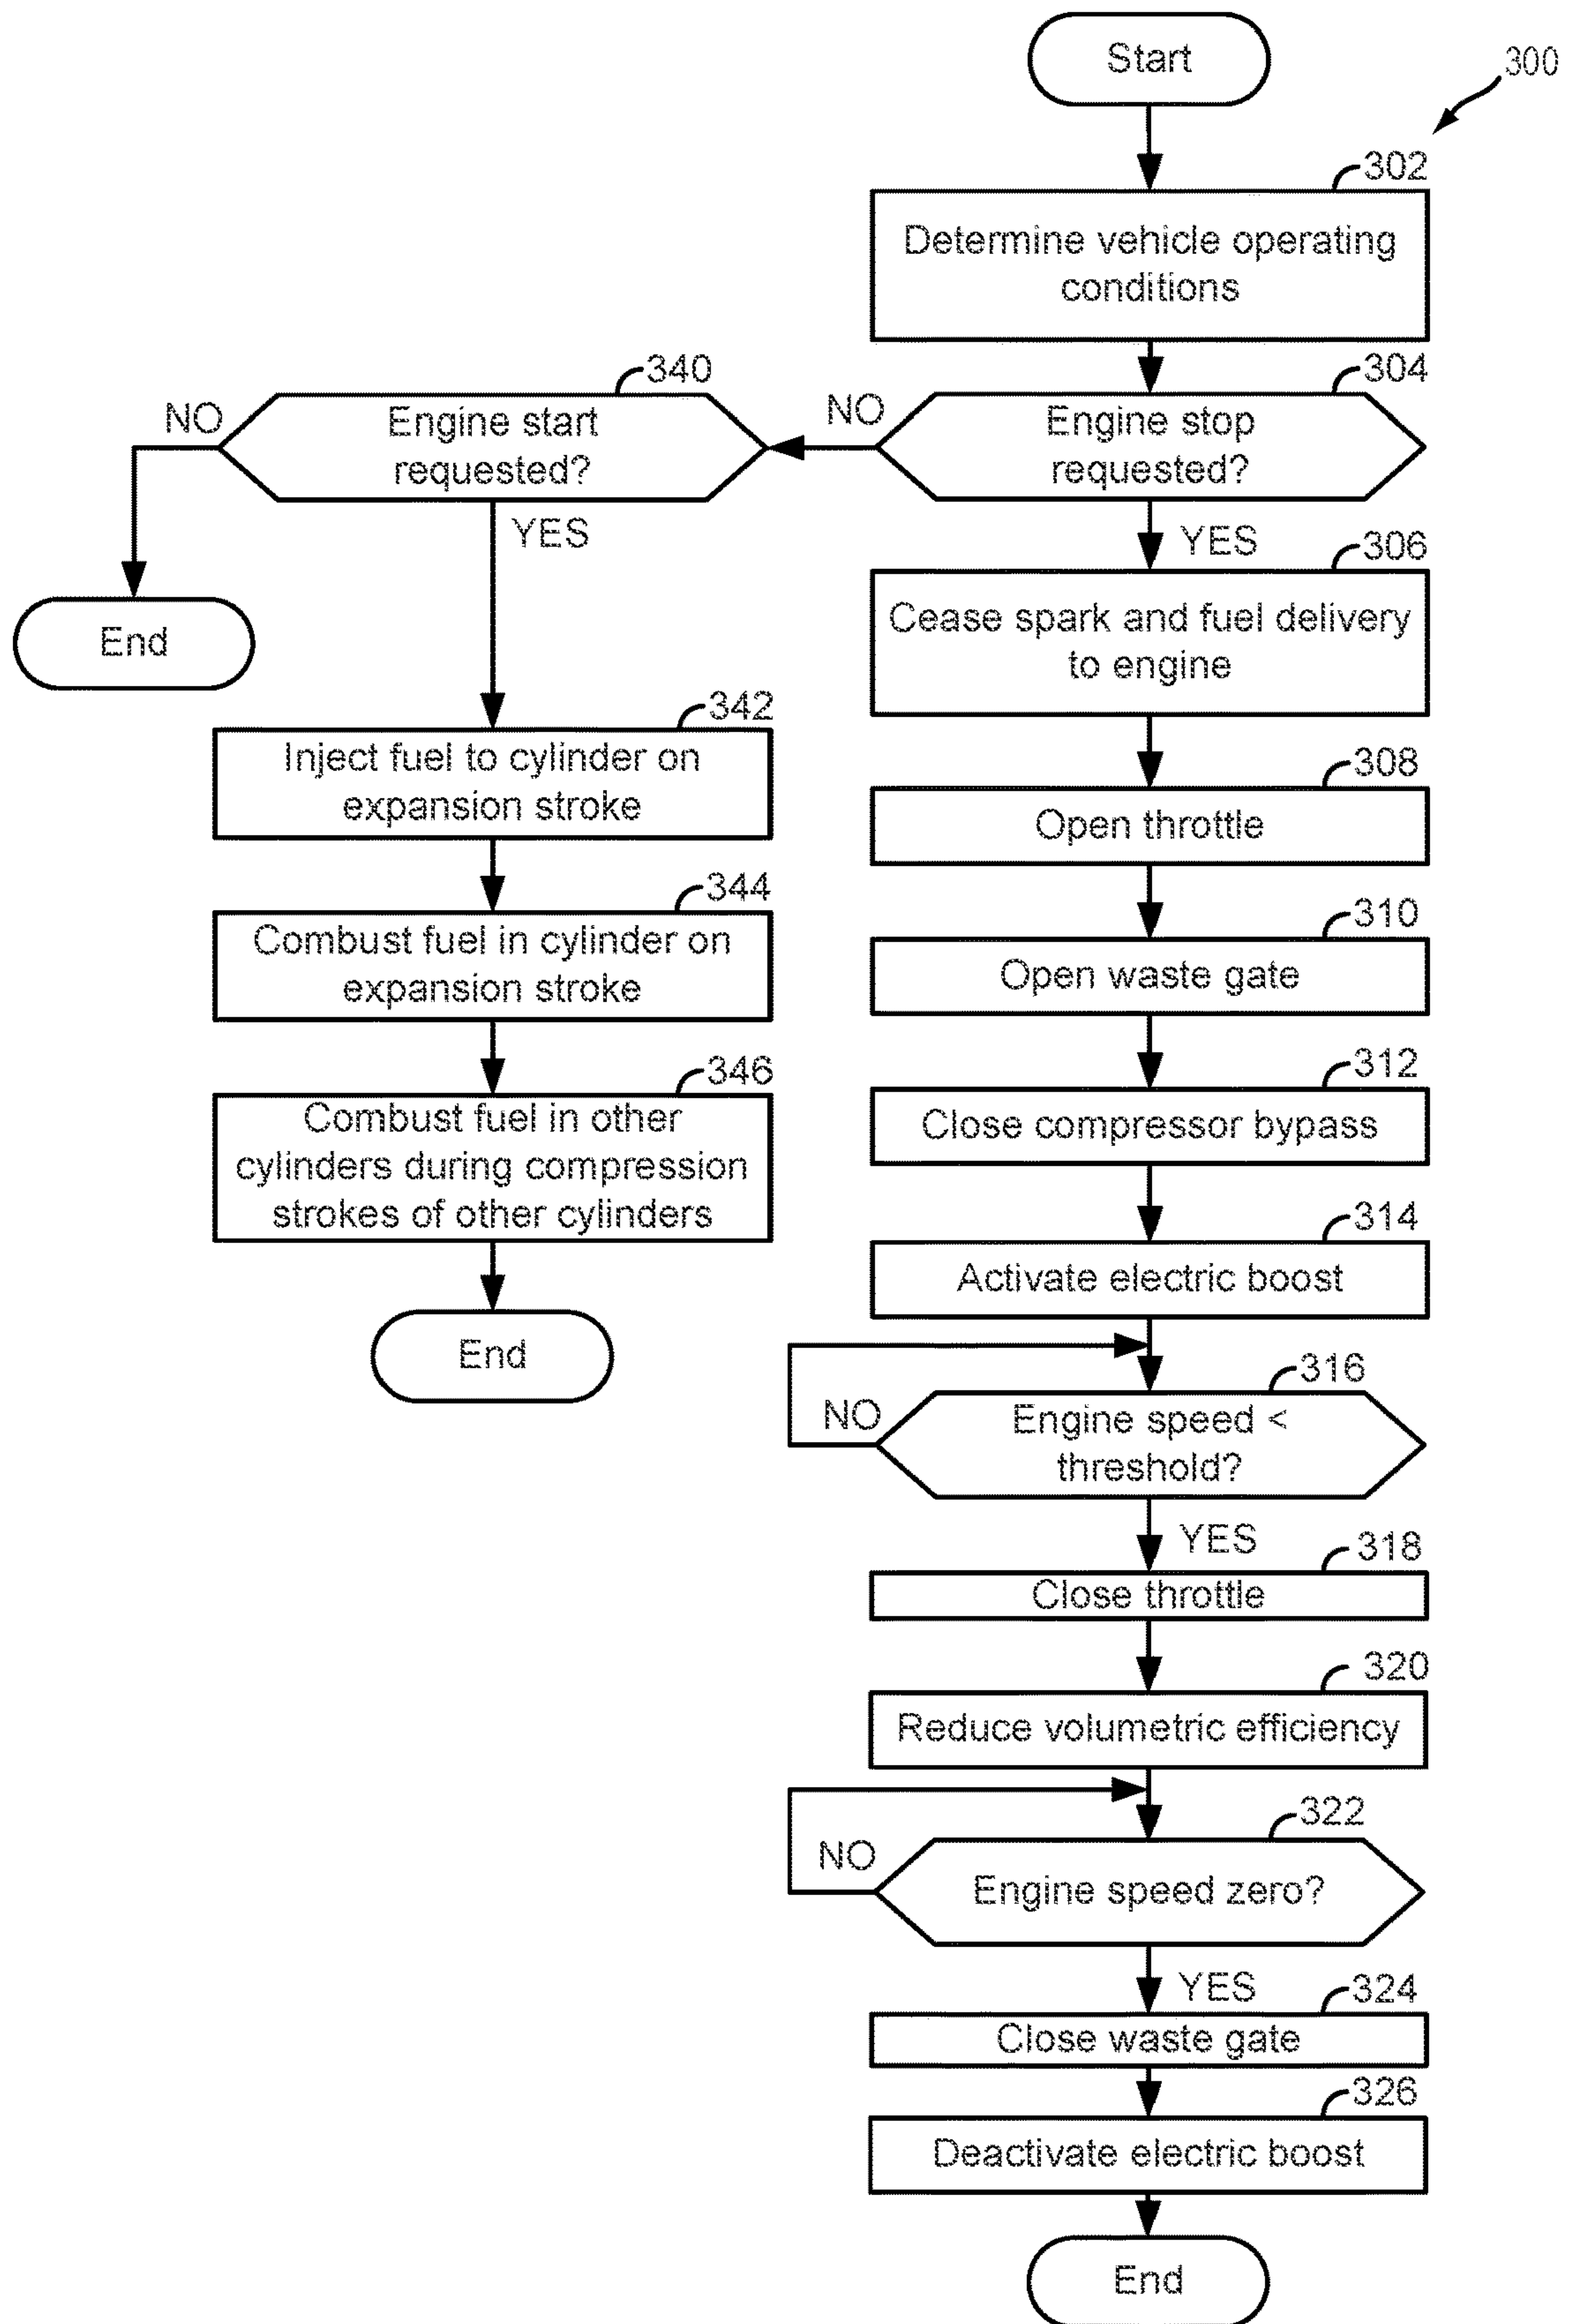 Start
300
302
Determine vehicle operating
conditions
304
Engine stop
requested?
NO
YES
340
Engine start
requested?
NO
YES
End
342
Inject fuel to cylinder on
expansion stroke
344
Combust fuel in cylinder on
expansion stroke
346
Combust fuel in other
cylinders during compression
strokes of other cylinders
End
306
Cease spark and fuel delivery
to engine
308
Open throttle
310
Open waste gate
312
Close compressor bypass
314
Activate electric boost
316
Engine speed <
threshold?
NO
YES
318
Close throttle
320
Reduce volumetric efficiency
322
Engine speed zero?
NO
YES
324
Close waste gate
326
Deactivate electric boost
End